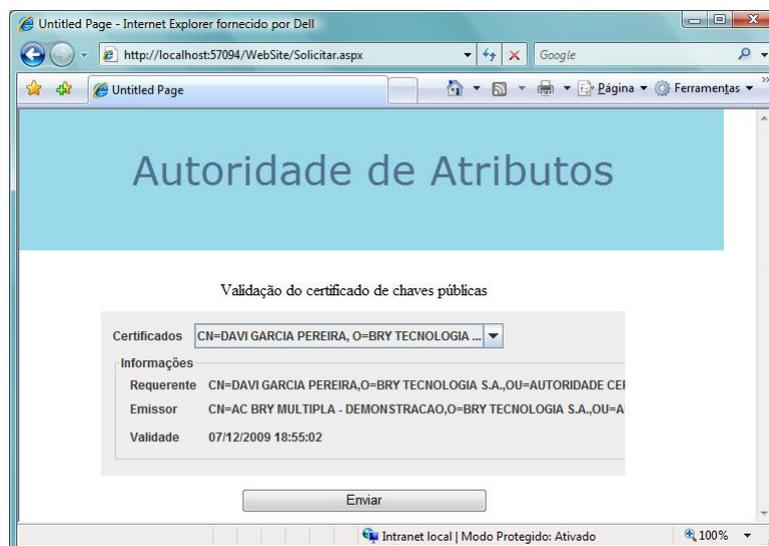 Untitled Page - Internet Explorer fornecido por Dell
http://localhost:57094/WebSite/Solicitar.aspx
Google
Untitled Page
Página
Ferramentas
Autoridade de Atributos
Validação do certificado de chaves públicas
Certificados CN=DAVI GARCIA PEREIRA, O=BRY TECNOLOGIA ...
Informações
Requerente CN=DAVI GARCIA PEREIRA,O=BRY TECNOLOGIA S.A.,OU=AUTORIDADE CER
Emissor CN=AC BRY MULTIPLA - DEMONSTRACAO,O=BRY TECNOLOGIA S.A.,OU=A
Validade 07/12/2009 18:55:02
Enviar
Intranet local | Modo Protegido: Ativado 100%